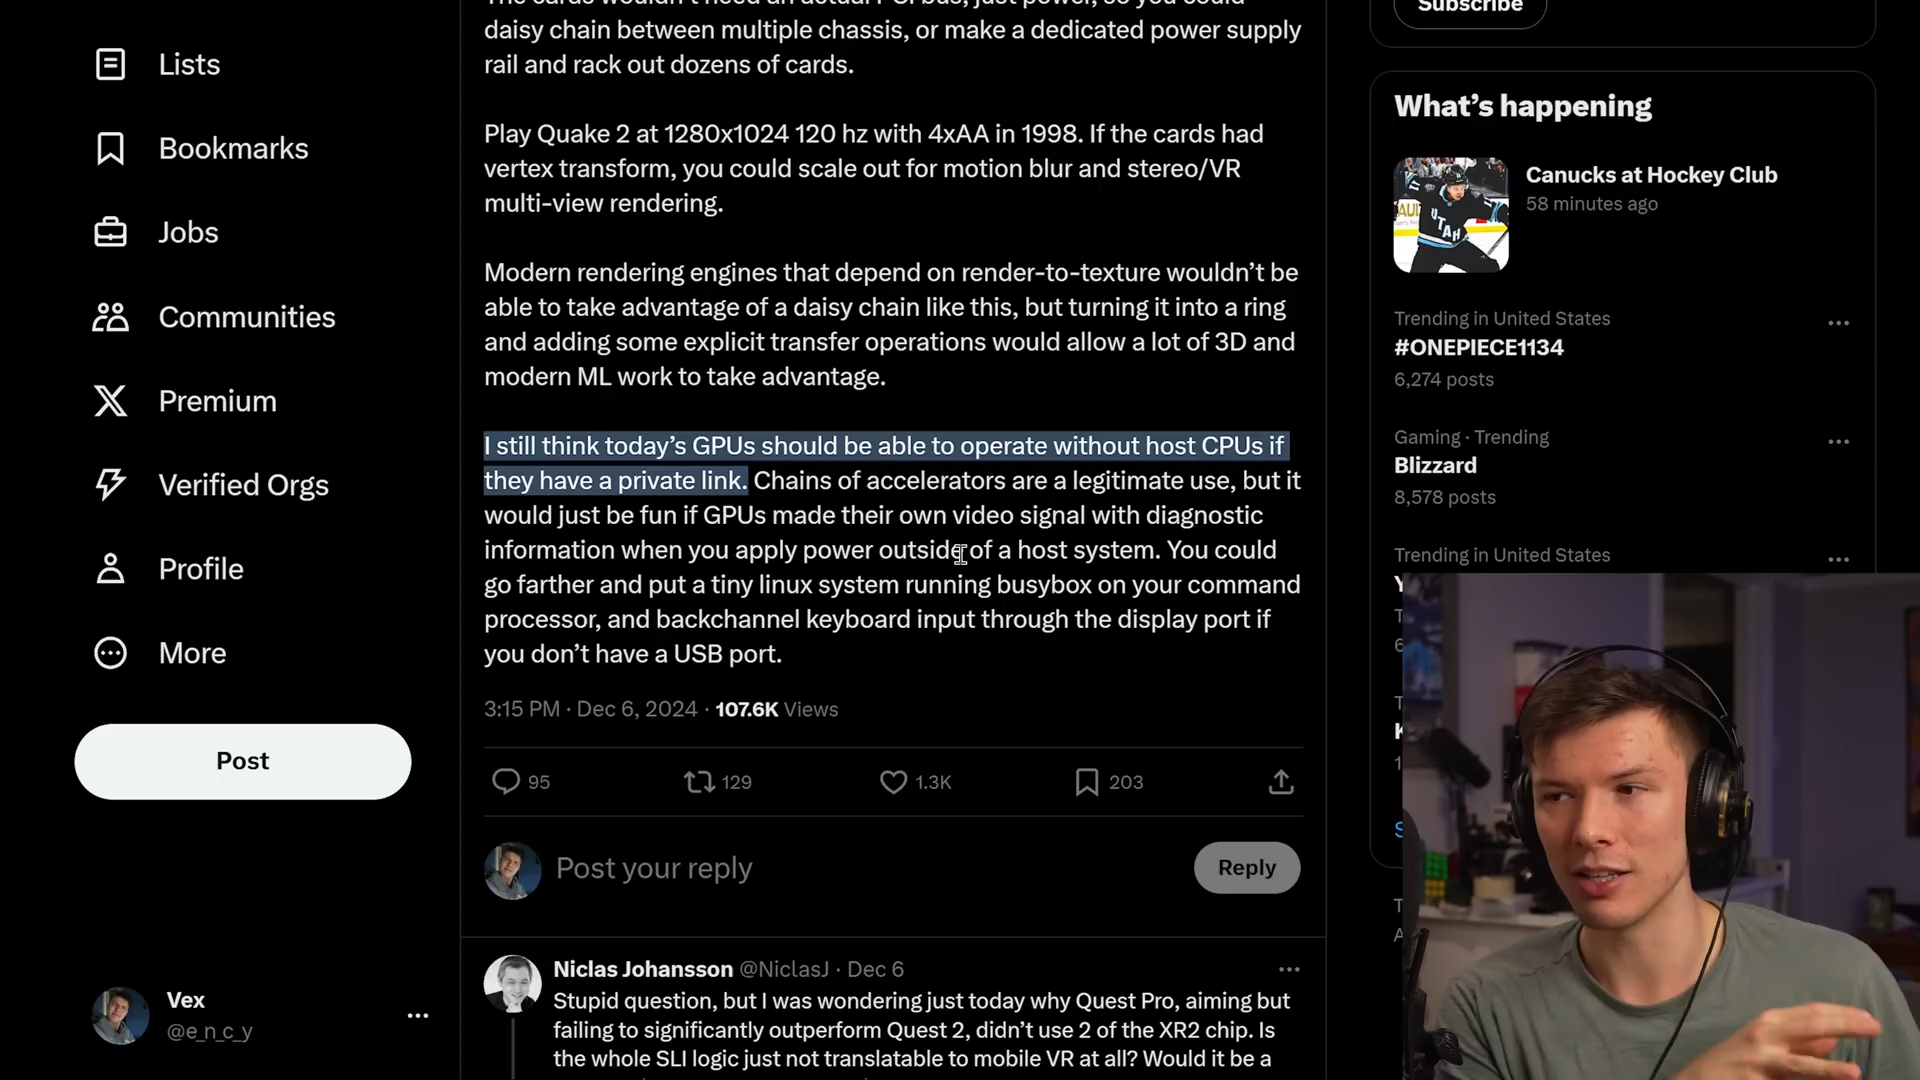 Lists
Bookmarks
Jobs
Communities
Premium
Verified Orgs
Profile
More
Post
Vex
@e_n_c_y
daisy chain between multiple chassis, or make a dedicated power supply
rail and rack out dozens of cards.
Play Quake 2 at 1280x1024 120 hz with 4xAA in 1998. If the cards had
vertex transform, you could scale out for motion blur and stereo/VR
multi-view rendering.
Modern rendering engines that depend on render-to-texture wouldn’t be
able to take advantage of a daisy chain like this, but turning it into a ring
and adding some explicit transfer operations would allow a lot of 3D and
modern ML work to take advantage.
I still think today’s GPUs should be able to operate without host CPUs if
they have a private link. Chains of accelerators are a legitimate use, but it
would just be fun if GPUs made their own video signal with diagnostic
information when you apply power outside of a host system. You could
go farther and put a tiny linux system running busybox on your command
processor, and backchannel keyboard input through the display port if
you don’t have a USB port.
3:15 PM · Dec 6, 2024 · 107.6K Views
95 129 1.3K 203
Post your reply
Reply
Niclas Johansson @NiclasJ · Dec 6
Stupid question, but I was wondering just today why Quest Pro, aiming but
failing to significantly outperform Quest 2, didn’t use 2 of the XR2 chip. Is
the whole SLI logic just not translatable to mobile VR at all? Would it be a
Subscribe
What’s happening
Canucks at Hockey Club
58 minutes ago
UTAH
Trending in United States
#ONEPIECE1134
6,274 posts
Gaming · Trending
Blizzard
8,578 posts
Trending in United States